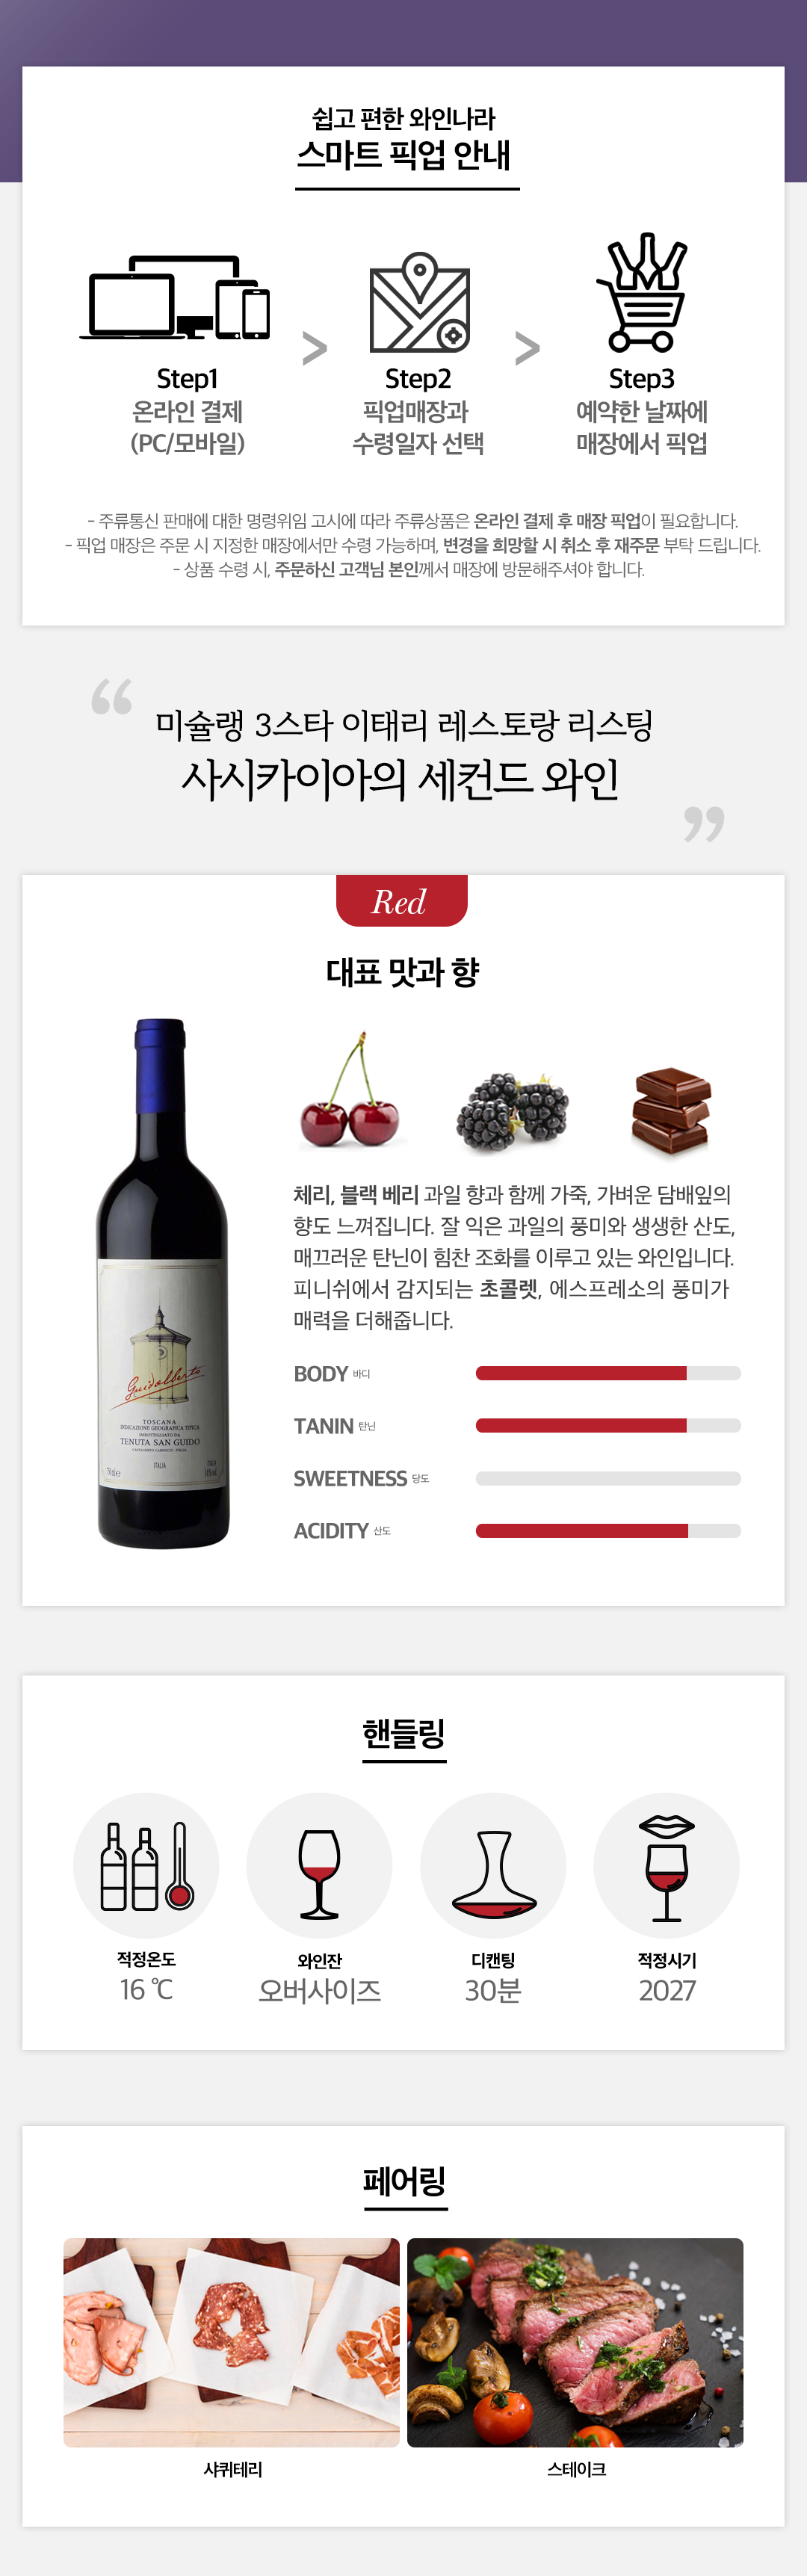 쉽고 편한 와인나라
스마트 픽업 안내
Step1
온라인 결제
(PC/모바일)
>
Step2
픽업매장과
수령일자 선택
>
Step3
예약한 날짜에
매장에서 픽업
- 주류통신 판매에 대한 명령위임 고시에 따라 주류상품은 온라인 결제 후 매장 픽업이 필요합니다.
- 픽업 매장은 주문 시 지정한 매장에서만 수령 가능하며, 변경을 희망할 시 취소 후 재주문 부탁 드립니다.
- 상품 수령 시, 주문하신 고객님 본인께서 매장에 방문해주셔야 합니다.
“ 미슐랭 3스타 이태리 레스토랑 리스팅
사시카이아의 세컨드 와인 ”
Red
대표 맛과 향
Guidalberto
TOSCANA
INDICAZIONE GEOGRAFICA TIPICA
IMBOTTIGLIATO DA
TENUTA SAN GUIDO
ITALIA
체리, 블랙 베리 과일 향과 함께 가죽, 가벼운 담배잎의
향도 느껴집니다. 잘 익은 과일의 풍미와 생생한 산도,
매끄러운 탄닌이 힘찬 조화를 이루고 있는 와인입니다.
피니쉬에서 감지되는 초콜렛, 에스프레소의 풍미가
매력을 더해줍니다.
BODY 바디
TANIN 탄닌
SWEETNESS 당도
ACIDITY 산도
핸들링
적정온도
16 ℃
와인잔
오버사이즈
디캔팅
30분
적정시기
2027
페어링
샤퀴테리
스테이크